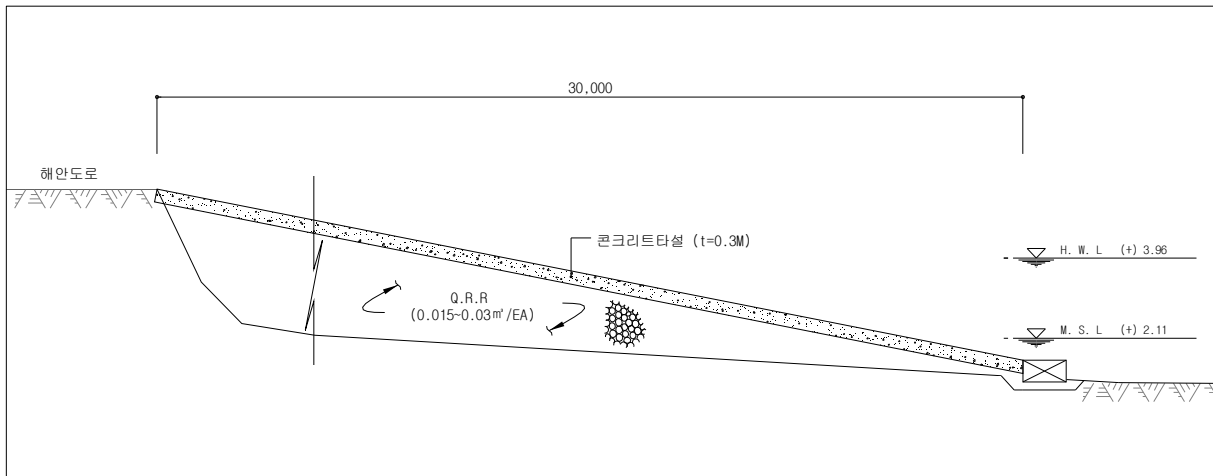 30,000
해안도로
콘크리트타설 (t=0.3M)
H. W. L (+) 3.96
Q.R.R
(0.015~0.03㎥/EA)
M. S. L (+) 2.11